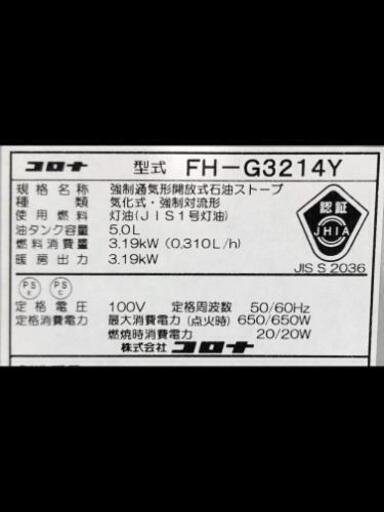 コロナ 型式 FH-G3214Y
規格名称 強制通気形開放式石油ストーブ
種類 気化式・強制対流形
使用燃料 灯油(JIS1号灯油)
油タンク容量 5.0L
燃料消費量 3.19kW (0.310L/h)
暖房出力 3.19kW
認証
JHIA
JIS S 2036
PS E PS C
定格電圧 100V 定格周波数 50/60Hz
定格消費電力 最大消費電力(点火時) 650/650W
燃焼時消費電力 20/20W
株式会社 コロナ